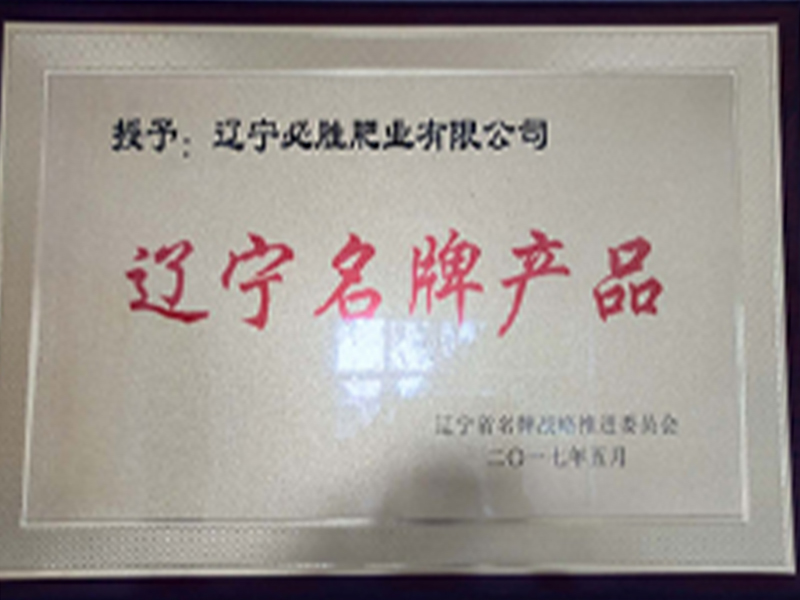 授予：辽宁必胜肥业有限公司
辽宁名牌产品
辽宁省名牌战略推进委员会
二〇一七年五月